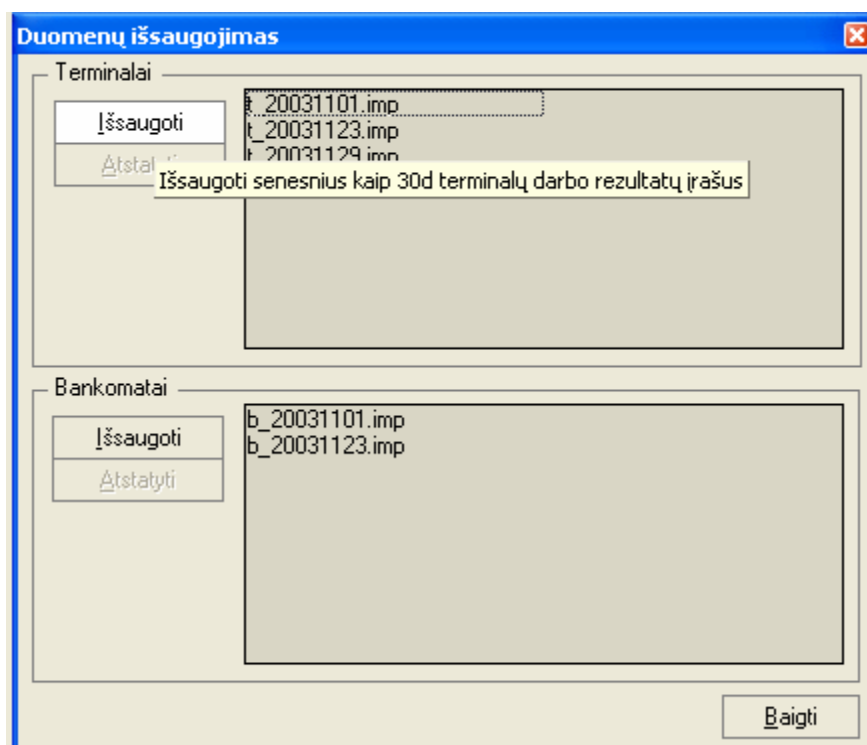 Duomenų išsaugojimas
Terminalai
Išsaugoti
t_20031101.imp
t_20031123.imp
t_20031129.imp
Išsaugoti senesnius kaip 30d terminalų darbo rezultatų įrašus
Bankomatai
Išsaugoti
Atstatyti
b_20031101.imp
b_20031123.imp
Baigti